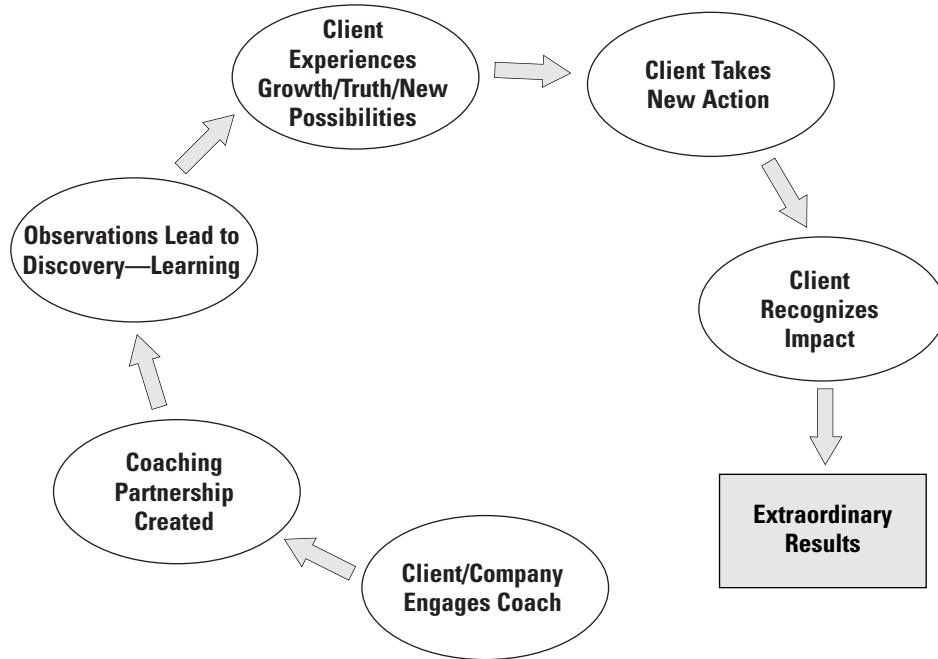 Client
Experiences
Growth/Truth/New
Possibilities
Client Takes
New Action
Observations Lead to
Discovery—Learning
Client
Recognizes
Impact
Coaching
Partnership
Created
Extraordinary
Results
Client/Company
Engages Coach